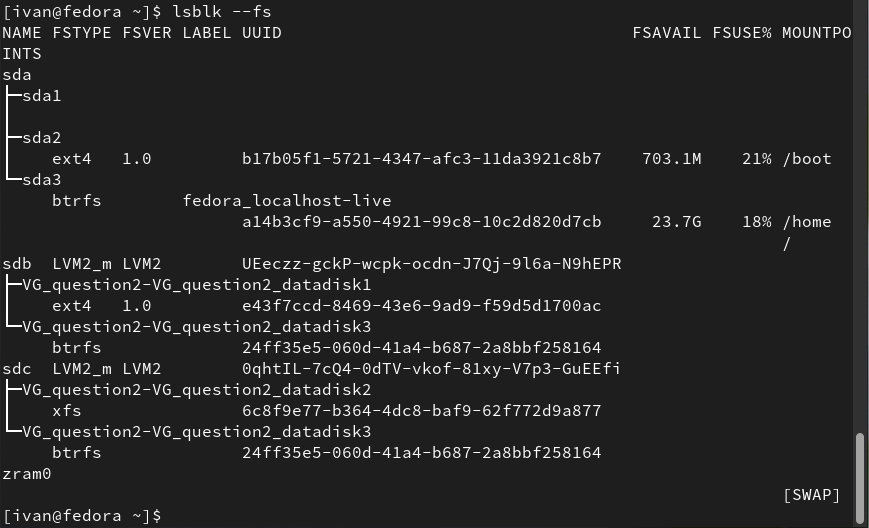 [ivan@fedora ~]$ lsblk --fs
NAME FSTYPE FSVER LABEL UUID                                   FSAVAIL FSUSE% MOUNTPO
INTS
sda
├─sda1
│
├─sda2
│    ext4   1.0         b17b05f1-5721-4347-afc3-11da3921c8b7    703.1M    21% /boot
└─sda3
     btrfs        fedora_localhost-live
                        a14b3cf9-a550-4921-99c8-10c2d820d7cb     23.7G    18% /home
                                                                              /
sdb  LVM2_m LVM2        UEeczz-gckP-wcpk-ocdn-J7Qj-9l6a-N9hEPR
├─VG_question2-VG_question2_datadisk1
│    ext4   1.0         e43f7ccd-8469-43e6-9ad9-f59d5d1700ac
└─VG_question2-VG_question2_datadisk3
     btrfs              24ff35e5-060d-41a4-b687-2a8bbf258164
sdc  LVM2_m LVM2        0qhtIL-7cQ4-0dTV-vkof-81xy-V7p3-GuEEfi
├─VG_question2-VG_question2_datadisk2
│    xfs                6c8f9e77-b364-4dc8-baf9-62f772d9a877
└─VG_question2-VG_question2_datadisk3
     btrfs              24ff35e5-060d-41a4-b687-2a8bbf258164
zram0
                                                                              [SWAP]
[ivan@fedora ~]$